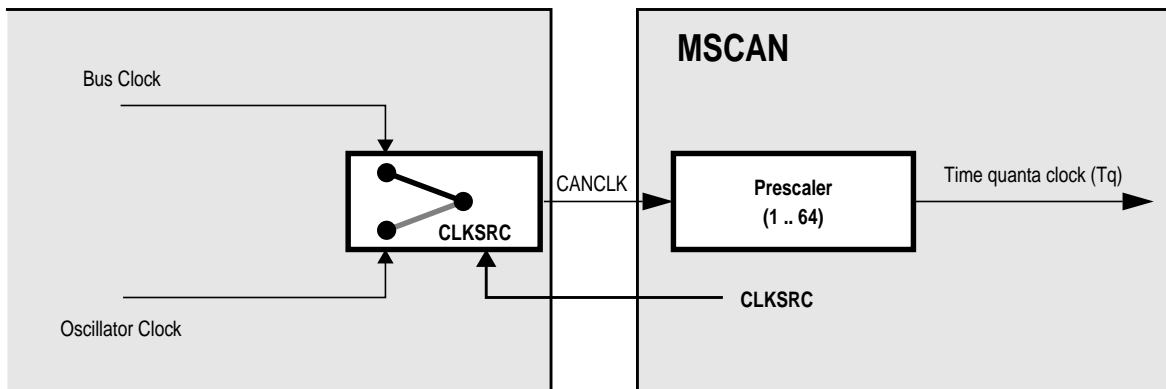 MSCAN
Bus Clock
CANCLK
Time quanta clock (Tq)
Prescaler
(1 .. 64)
CLKSRC
CLKSRC
Oscillator Clock